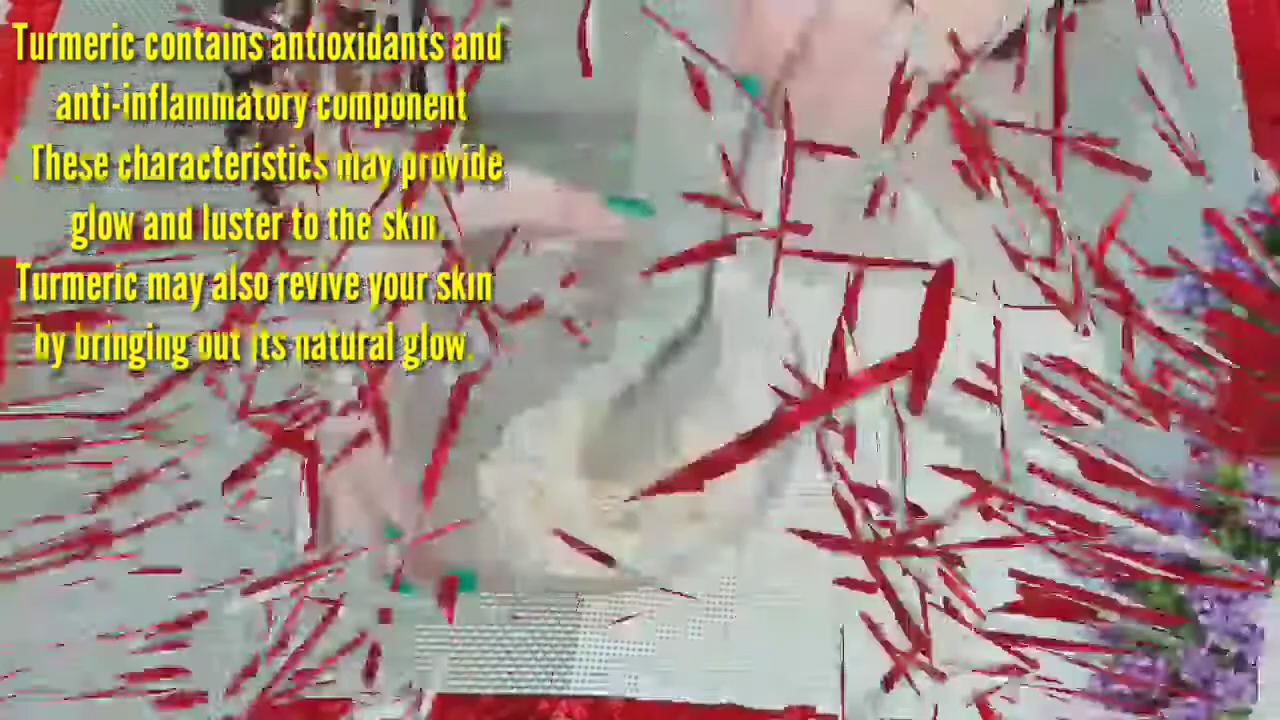 Turmeric contains antioxidants and
anti-inflammatory component
. These characteristics may provide
glow and luster to the skin.
Turmeric may also revive your skin
by bringing out its natural glow.